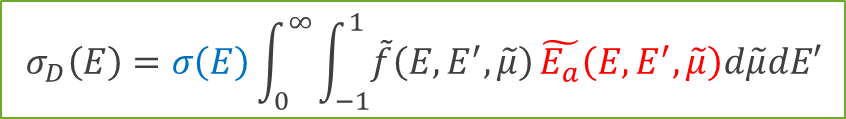 σ_D(E) = σ(E) ∫_0^∞ ∫_{-1}^1 f̃(E, E′, μ̃) Ẽ_a(E, E′, μ̃)dμ̃dE′